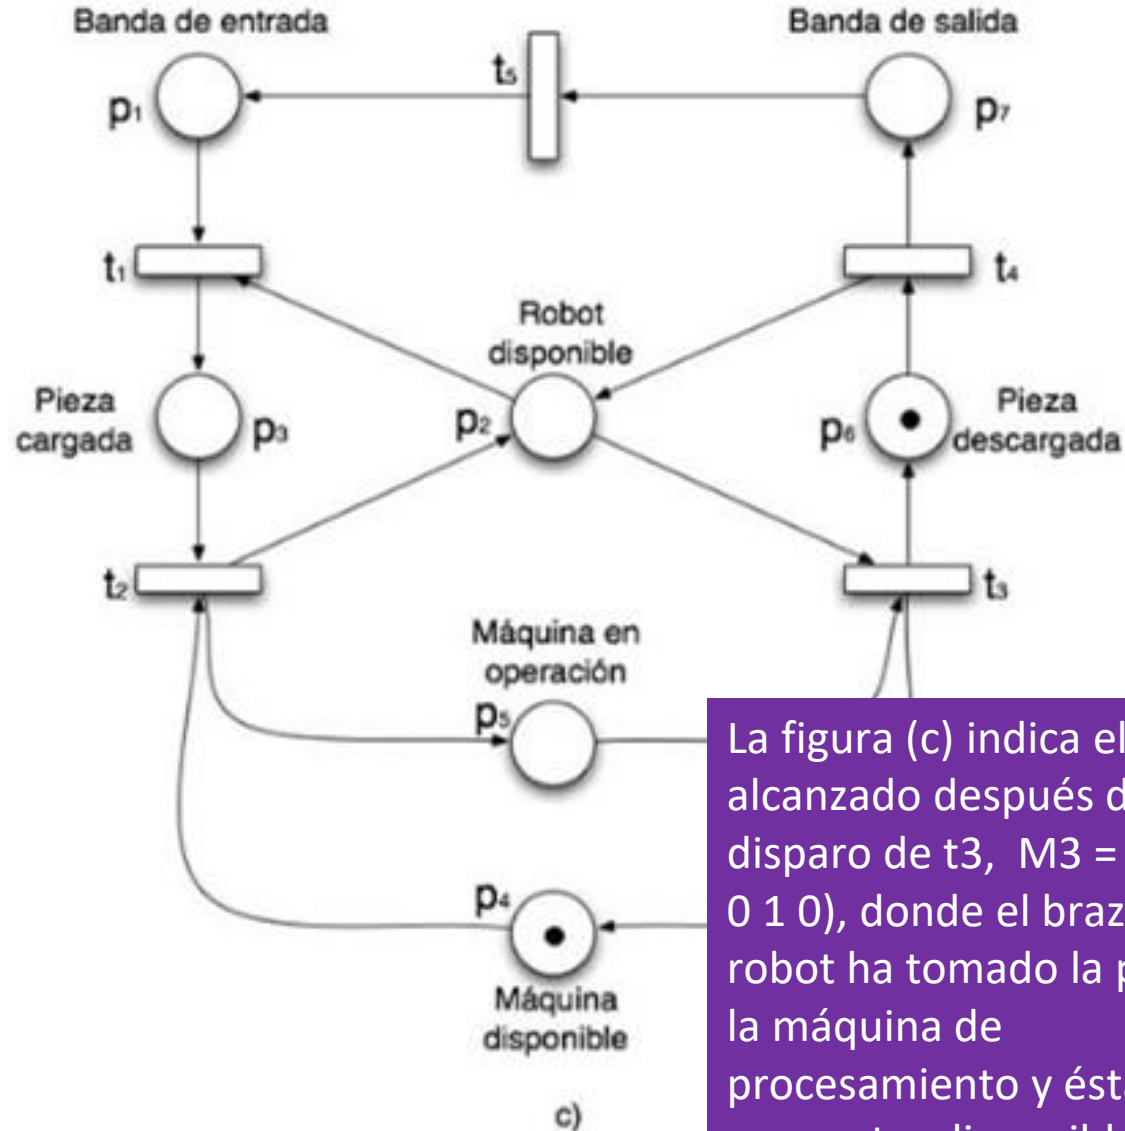 Banda de entrada
Banda de salida
t₅
p₁
p₇
t₁
t₄
Robot
disponible
Pieza
cargada
p₃
p₂
p₆
Pieza
descargada
t₂
t₃
Máquina en
operación
p₅
La figura (c) indica el
alcanzado después
disparo de t3, M3 =
0 1 0), donde el
robot ha tomado la
p₄
la máquina de
Máquina
disponible
procesamiento y
c)